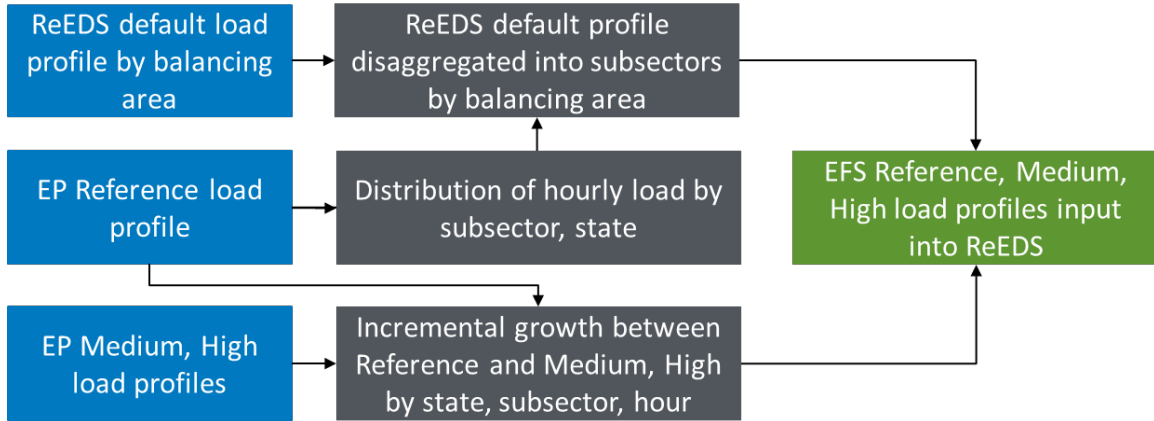 ReEDS default load
profile by balancing
area
ReEDS default profile
disaggregated into subsectors
by balancing area
EP Reference load
profile
Distribution of hourly load by
subsector, state
EFS Reference, Medium,
High load profiles input
into ReEDS
EP Medium, High
load profiles
Incremental growth between
Reference and Medium, High
by state, subsector, hour